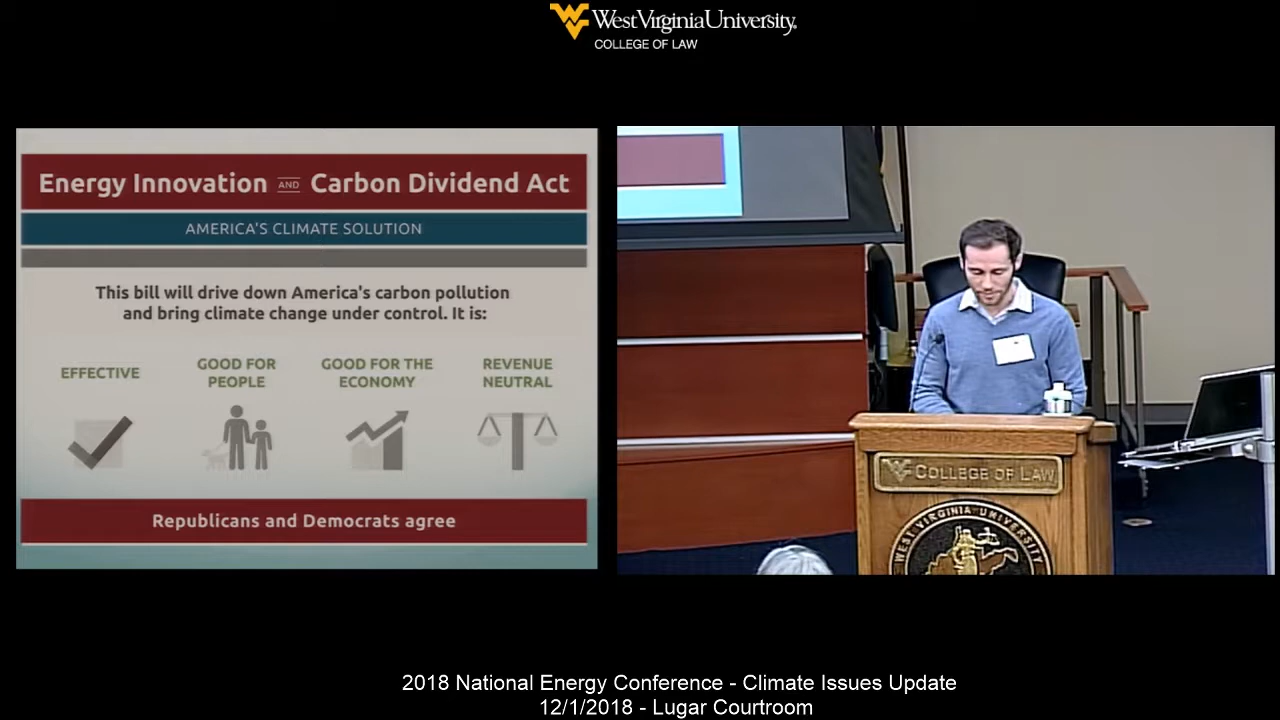 West Virginia University
COLLEGE OF LAW
Energy Innovation AND Carbon Dividend Act
AMERICA'S CLIMATE SOLUTION
This bill will drive down America's carbon pollution
and bring climate change under control. It is:
EFFECTIVE
GOOD FOR
PEOPLE
GOOD FOR THE
ECONOMY
REVENUE
NEUTRAL
Republicans and Democrats agree
COLLEGE OF LAW
WEST VIRGINIA UNIVERSITY
2018 National Energy Conference - Climate Issues Update
12/1/2018 - Lugar Courtroom